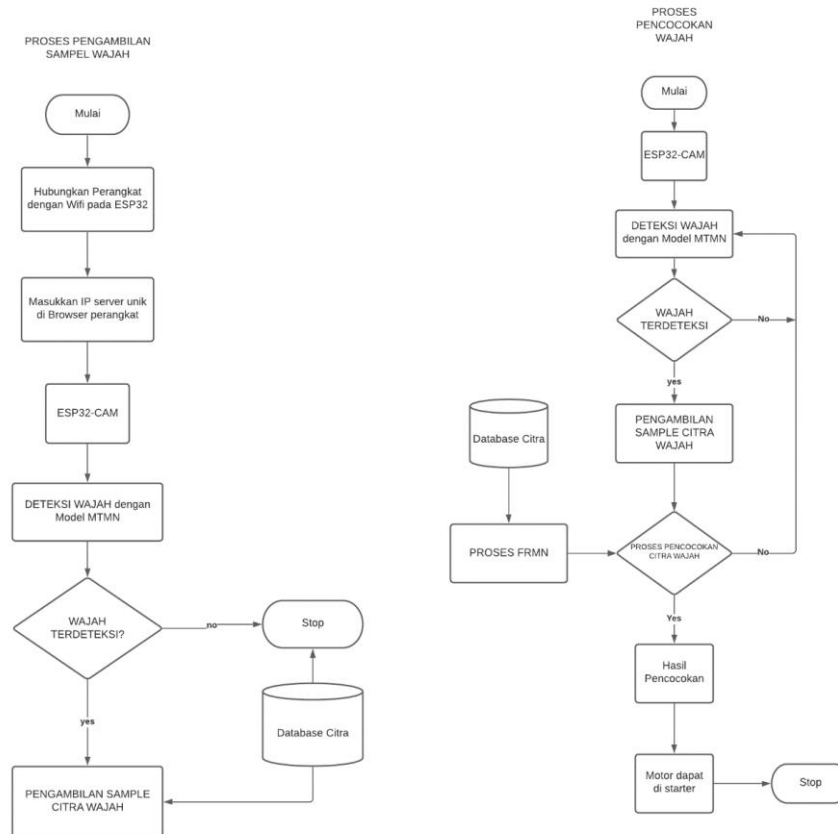 PROSES PENGAMBILAN
SAMPEL WAJAH
Mulai
Hubungkan Perangkat
dengan Wifi pada ESP32
Masukkan IP server unik
di Browser perangkat
ESP32-CAM
DETEKSI WAJAH dengan
Model MTMN
WAJAH
TERDETEKSI?
no
Stop
yes
Database Citra
PENGAMBILAN SAMPLE
CITRA WAJAH
PROSES
PENCOCOKAN
WAJAH
Mulai
ESP32-CAM
DETEKSI WAJAH
dengan Model MTMN
WAJAH
TERDETEKSI
No
yes
PENGAMBILAN
SAMPLE CITRA
WAJAH
Database Citra
PROSES FRMN
PROSES PENCOCOKAN
CITRA WAJAH
No
Yes
Hasil
Pencocokan
Motor dapat
di starter
Stop